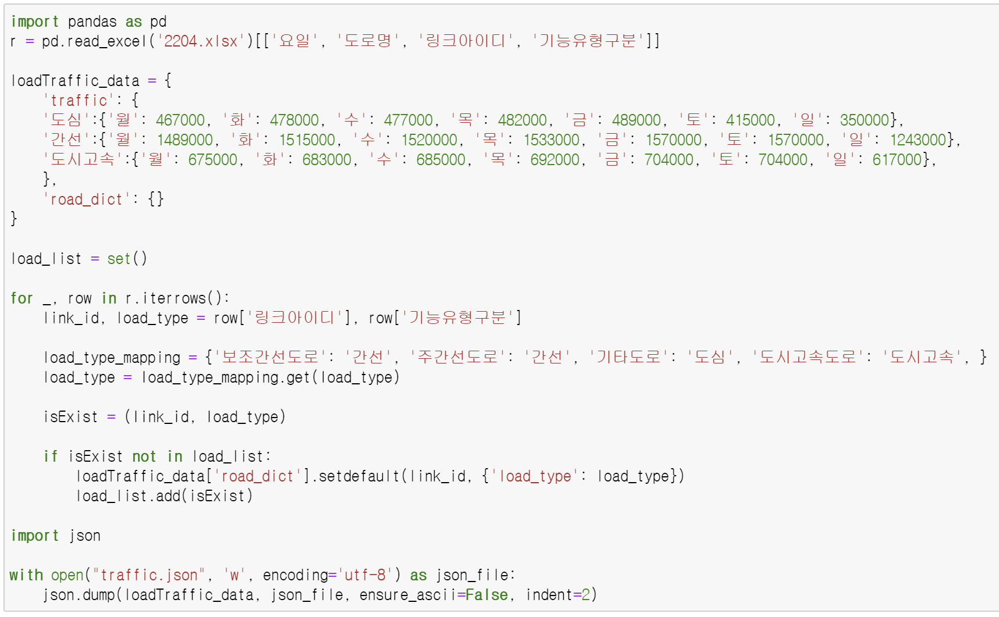 import pandas as pd
r = pd.read_excel('2204.xlsx')[['요일', '도로명', '링크아이디', '기능유형구분']]
loadTraffic_data = {
'traffic': {
'도심':{'월': 467000, '화': 478000, '수': 477000, '목': 482000, '금': 489000, '토': 415000, '일': 350000},
'간선':{'월': 1489000, '화': 1515000, '수': 1520000, '목': 1533000, '금': 1570000, '토': 1570000, '일': 1243000},
'도시고속':{'월': 675000, '화': 683000, '수': 685000, '목': 692000, '금': 704000, '토': 704000, '일': 617000},
},
'road_dict': {}
}
load_list = set()
for _, row in r.iterrows():
link_id, load_type = row['링크아이디'], row['기능유형구분']
load_type_mapping = {'보조간선도로': '간선', '주간선도로': '간선', '기타도로': '도심', '도시고속도로': '도시고속', }
load_type = load_type_mapping.get(load_type)
isExist = (link_id, load_type)
if isExist not in load_list:
loadTraffic_data['road_dict'].setdefault(link_id, {'load_type': load_type})
load_list.add(isExist)
import json
with open("traffic.json", 'w', encoding='utf-8') as json_file:
json.dump(loadTraffic_data, json_file, ensure_ascii=False, indent=2)